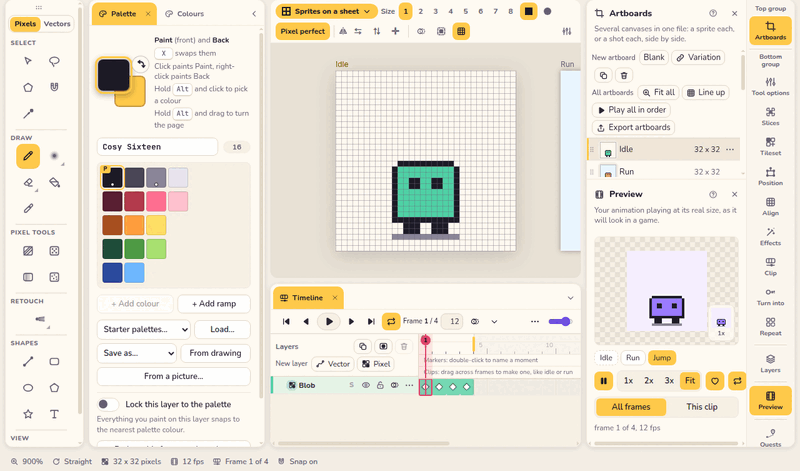 Pixels Vectors
SELECT
DRAW
PIXEL TOOLS
RETOUCH
SHAPES
VIEW
Palette ×
Colours
Paint (front) and Back
X swaps them
Click paints Paint, right-click paints Back
Hold Alt and click to pick a colour
Hold Alt and drag to turn the page
Cosy Sixteen 16
P
+ Add colour + Add ramp
Starter palettes... Load...
Save as... From drawing
From a picture...
Lock this layer to the palette
Everything you paint on this layer snaps to the nearest palette colour.
Sprites on a sheet Size 1 2 3 4 5 6 7 8
Pixel perfect
Idle
Run
Timeline ×
Frame 1 / 4 12
Layers
New layer Vector Pixel
1 5 10
Markers: double-click to name a moment
Clips: drag across frames to make one, like idle or run
Blob S
Artboards
Several canvases in one file: a sprite each, or a shot each, side by side.
New artboard Blank Variation
All artboards Fit all Line up
Play all in order
Export artboards
Idle 32 x 32
Run 32 x 32
Preview
Your animation playing at its real size, as it will look in a game.
1x
Idle Run Jump
1x 2x 3x Fit
All frames This clip
frame 1 of 4, 12 fps
Top group
Artboards
Bottom group
Tool options
Slices
Tileset
Position
Align
Effects
Clip
Turn into
Repeat
Layers
Preview
Quests
900% Straight 32 x 32 pixels 12 fps Frame 1 of 4 Snap on